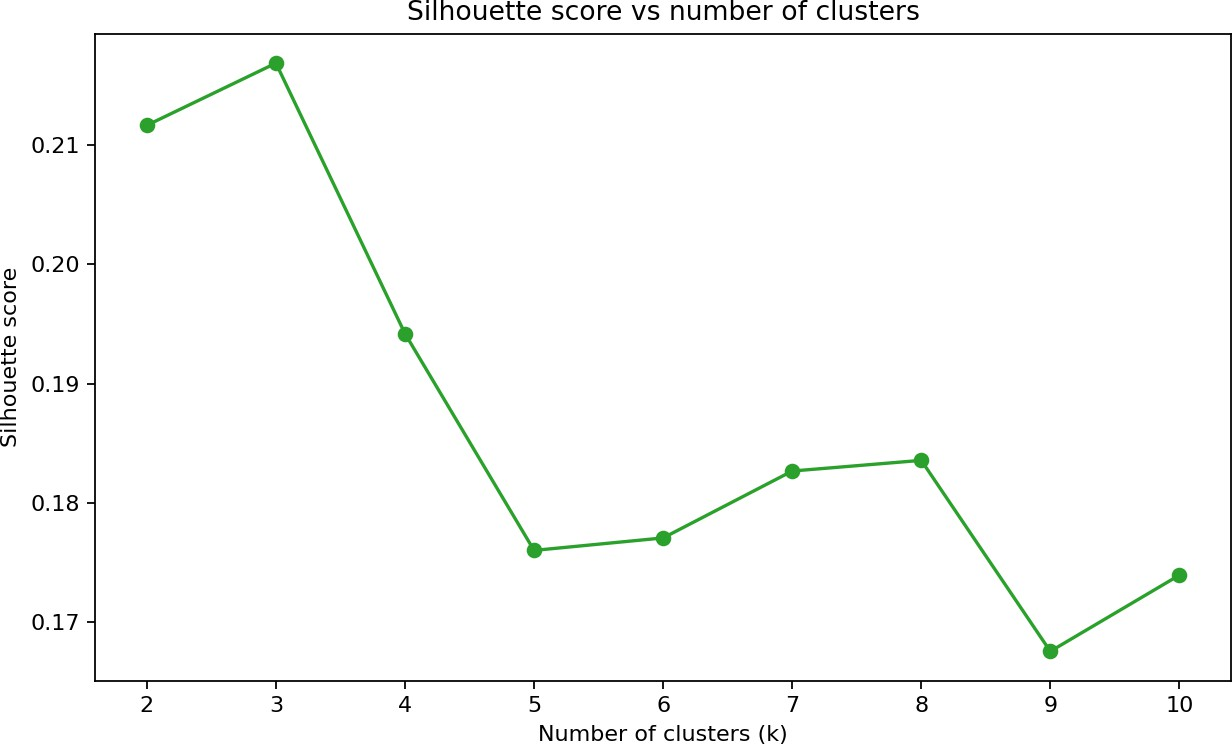 Silhouette score vs number of clusters
Silhouette score
0.21
0.20
0.19
0.18
0.17
2 3 4 5 6 7 8 9 10
Number of clusters (k)